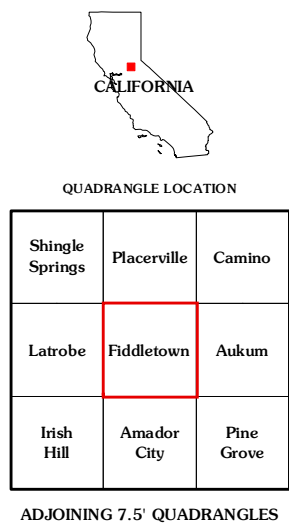 CALIFORNIA
QUADRANGLE LOCATION
Shingle
Springs
Placerville
Camino
Latrobe
Fiddletown
Aukum
Irish
Hill
Amador
City
Pine
Grove
ADJOINING 7.5' QUADRANGLES